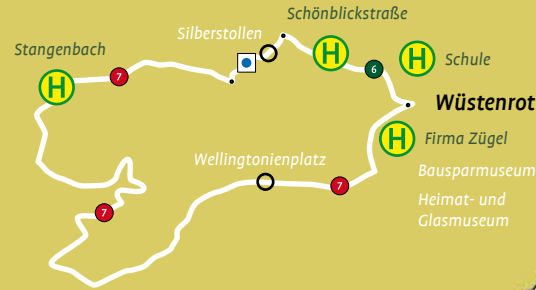 Schönblickstraße
Silberstollen
Stangenbach
H
H
H
Schule
7
6
H
Wüstenrot
H
Firma Zügel
Wellingtonienplatz
Bausparmuseum
7
Heimat- und
Glasmuseum
7